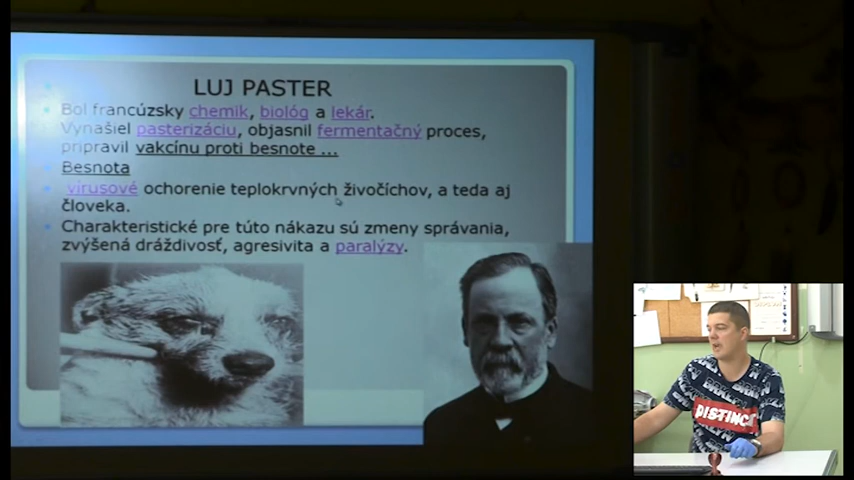 LUJ PASTER
Bol francúzsky chemik, biológ a lekár.
Vynašiel pasterizáciu, objasnil fermentačný proces,
pripravil vakcínu proti besnote ...
Besnota
vírusové ochorenie teplokrvných živočíchov, a teda aj
človeka.
Charakteristické pre túto nákazu sú zmeny správania,
zvýšená dráždivosť, agresivita a paralýzy.
DISTINCT